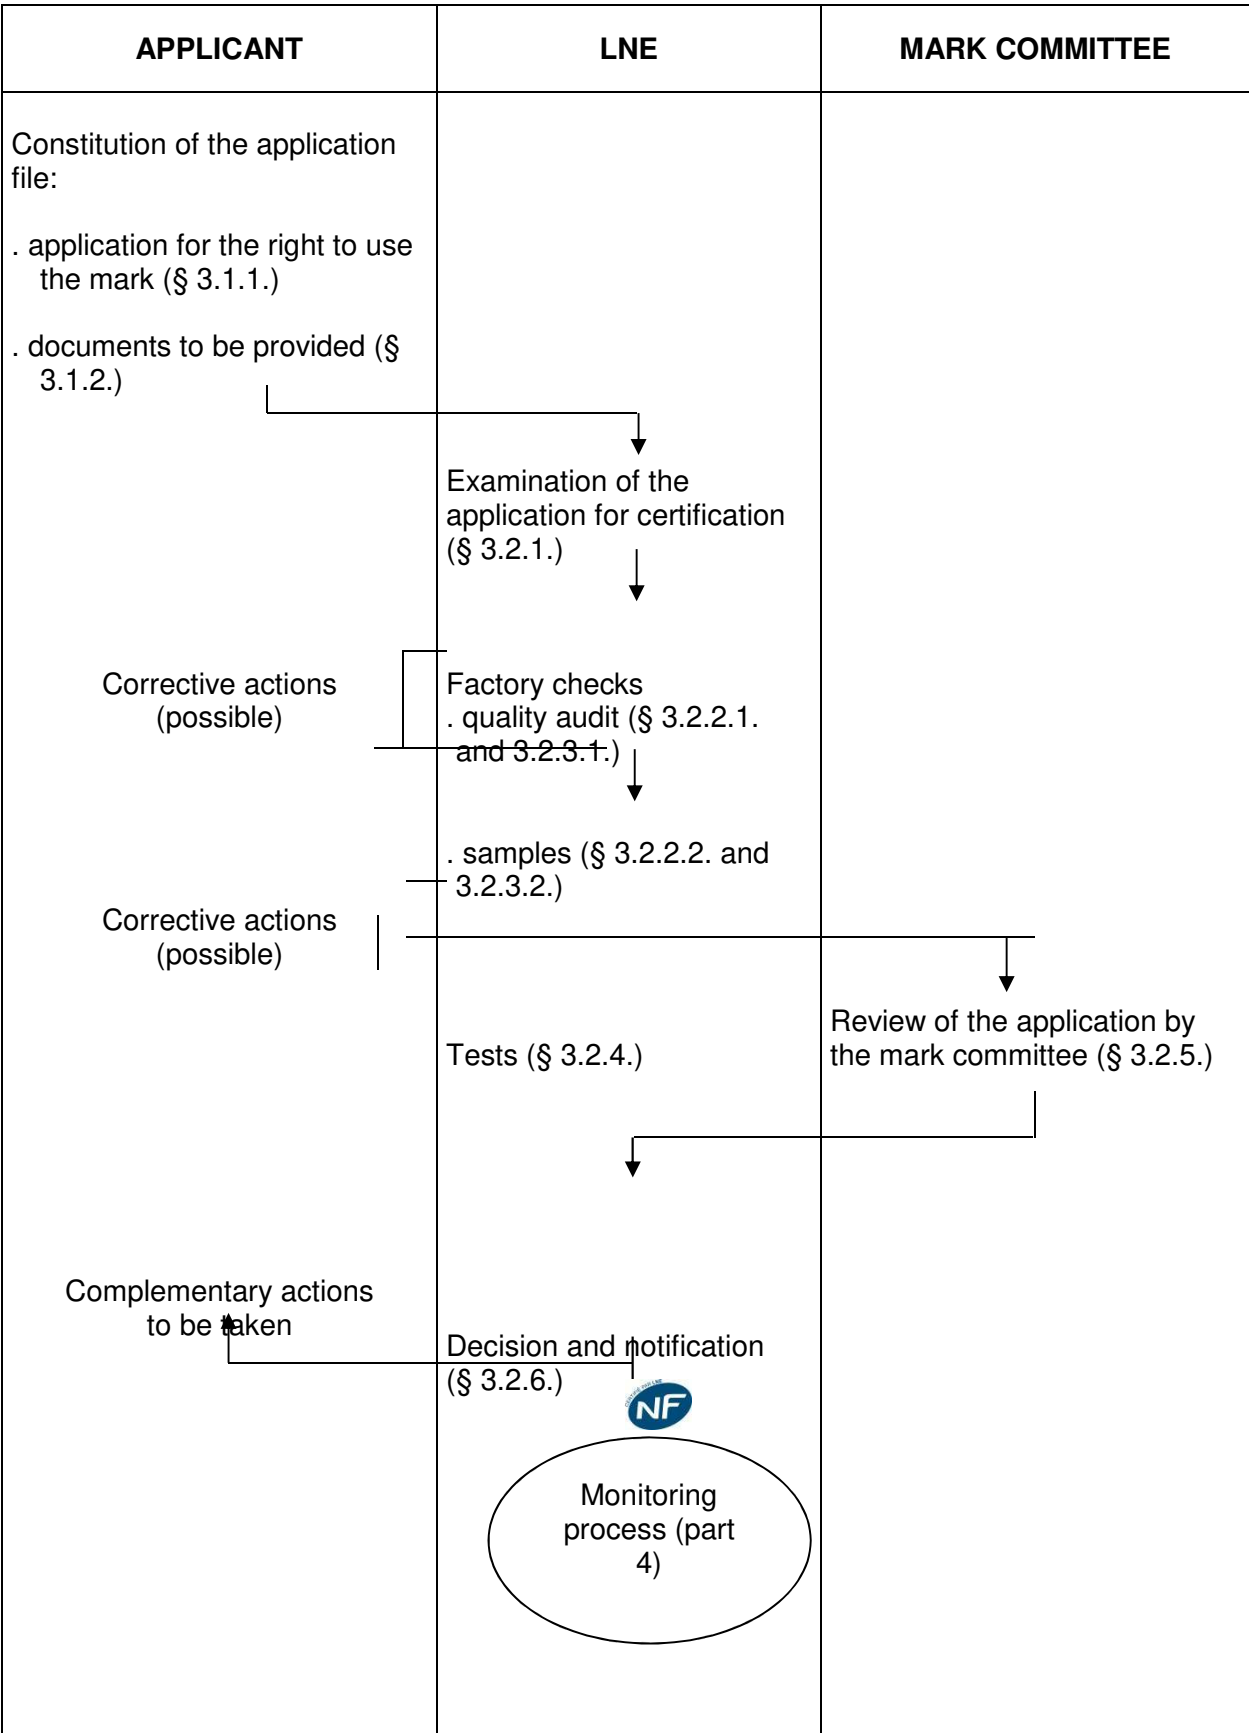 APPLICANT
LNE
MARK COMMITTEE
Constitution of the application
file:
. application for the right to use
the mark (§ 3.1.1.)
. documents to be provided (§
3.1.2.)
Examination of the
application for certification
(§ 3.2.1.)
Corrective actions
(possible)
Factory checks
. quality audit (§ 3.2.2.1.
and 3.2.3.1.)
. samples (§ 3.2.2.2. and
3.2.3.2.)
Corrective actions
(possible)
Tests (§ 3.2.4.)
Review of the application by
the mark committee (§ 3.2.5.)
Complementary actions
to be taken
Decision and notification
(§ 3.2.6.)
NF
Monitoring
process (part
4)